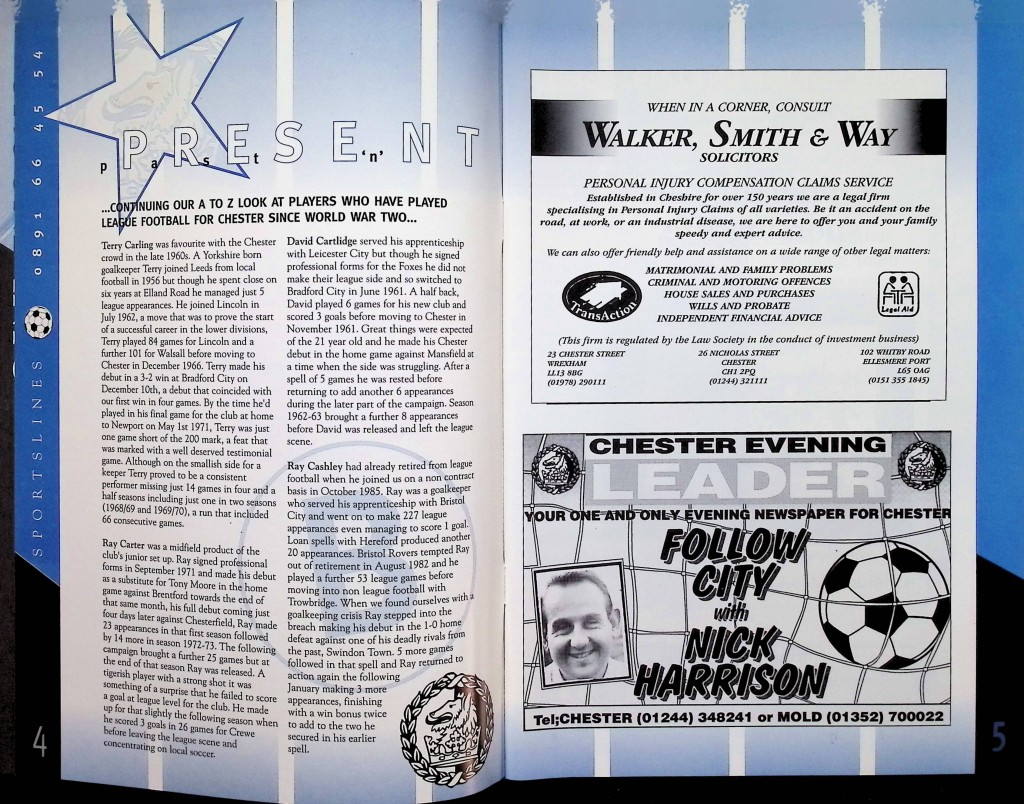 SPORTSLINES 0891 66 45 54
PRESENT
past 'n'
...CONTINUING OUR A TO Z LOOK AT PLAYERS WHO HAVE PLAYED
LEAGUE FOOTBALL FOR CHESTER SINCE WORLD WAR TWO...
Terry Carling was favourite with the Chester
crowd in the late 1960s. A Yorkshire born
goalkeeper Terry joined Leeds from local
football in 1956 but though he spent close on
six years at Elland Road he managed just 5
league appearances. He joined Lincoln in
July 1962, a move that was to prove the start
of a successful career in the lower divisions,
Terry played 84 games for Lincoln and a
further 101 for Walsall before moving to
Chester in December 1966. Terry made his
debut in a 3-2 win at Bradford City on
December 10th, a debut that coincided with
our first win in four games. By the time he'd
played in his final game for the club at home
to Newport on May 1st 1971, Terry was just
one game short of the 200 mark, a feat that
was marked with a well deserved testimonial
game. Although on the smallish side for a
keeper Terry proved to be a consistent
performer missing just 14 games in four and a
half seasons including just one in two seasons
(1968/69 and 1969/70), a run that included
66 consecutive games.
Ray Carter was a midfield product of the
club's junior set up. Ray signed professional
forms in September 1971 and made his debut
as a substitute for Tony Moore in the home
game against Brentford towards the end of
that same month, his full debut coming just
four days later against Chesterfield, Ray made
23 appearances in that first season followed
by 14 more in season 1972-73. The following
campaign brought a further 25 games but at
the end of that season Ray was released. A
tigerish player with a strong shot it was
something of a surprise that he failed to score
a goal at league level for the club. He made
up for that slightly the following season when
he scored 3 goals in 26 games for Crewe
before leaving the league scene and
concentrating on local soccer.
David Cartlidge served his apprenticeship
with Leicester City but though he signed
professional forms for the Foxes he did not
make their league side and so switched to
Bradford City in June 1961. A half back,
David played 6 games for his new club and
scored 3 goals before moving to Chester in
November 1961. Great things were expected
of the 21 year old and he made his Chester
debut in the home game against Mansfield at
a time when the side was struggling. After a
spell of 5 games he was rested before
returning to add another 6 appearances
during the later part of the campaign. Season
1962-63 brought a further 8 appearances
before David was released and left the league
scene.
Ray Cashley had already retired from league
football when he joined us on a non contract
basis in October 1985. Ray was a goalkeeper
who served his apprenticeship with Bristol
City and went on to make 227 league
appearances even managing to score 1 goal.
Loan spells with Hereford produced another
20 appearances. Bristol Rovers tempted Ray
out of retirement in August 1982 and he
played a further 53 league games before
moving into non league football with
Trowbridge. When we found ourselves with a
goalkeeping crisis Ray stepped into the
breach making his debut in the 1-0 home
defeat against one of his deadly rivals from
the past, Swindon Town. 5 more games
followed in that spell and Ray returned to
action again the following
January making 3 more
appearances, finishing
with a win bonus twice
to add to the two he
secured in his earlier
spell.
4
WHEN IN A CORNER, CONSULT
WALKER, SMITH & WAY
SOLICITORS
PERSONAL INJURY COMPENSATION CLAIMS SERVICE
Established in Cheshire for over 150 years we are a legal firm
specialising in Personal Injury Claims of all varieties. Be it an accident on the
road, at work, or an industrial disease, we are here to offer you and your family
speedy and expert advice.
We can also offer friendly help and assistance on a wide range of other legal matters:
TransAction
MATRIMONIAL AND FAMILY PROBLEMS
CRIMINAL AND MOTORING OFFENCES
HOUSE SALES AND PURCHASES
WILLS AND PROBATE
INDEPENDENT FINANCIAL ADVICE
Legal Aid
(This firm is regulated by the Law Society in the conduct of investment business)
23 CHESTER STREET
WREXHAM
LL13 8BG
(01978) 290111
26 NICHOLAS STREET
CHESTER
CH1 2PQ
(01244) 321111
102 WHITBY ROAD
ELLESMERE PORT
L65 OAG
(0151 355 1845)
CHESTER EVENING
LEADER
YOUR ONE AND ONLY EVENING NEWSPAPER FOR CHESTER
FOLLOW
CITY
with
NICK
HARRISON
Tel;CHESTER (01244) 348241 or MOLD (01352) 700022
5